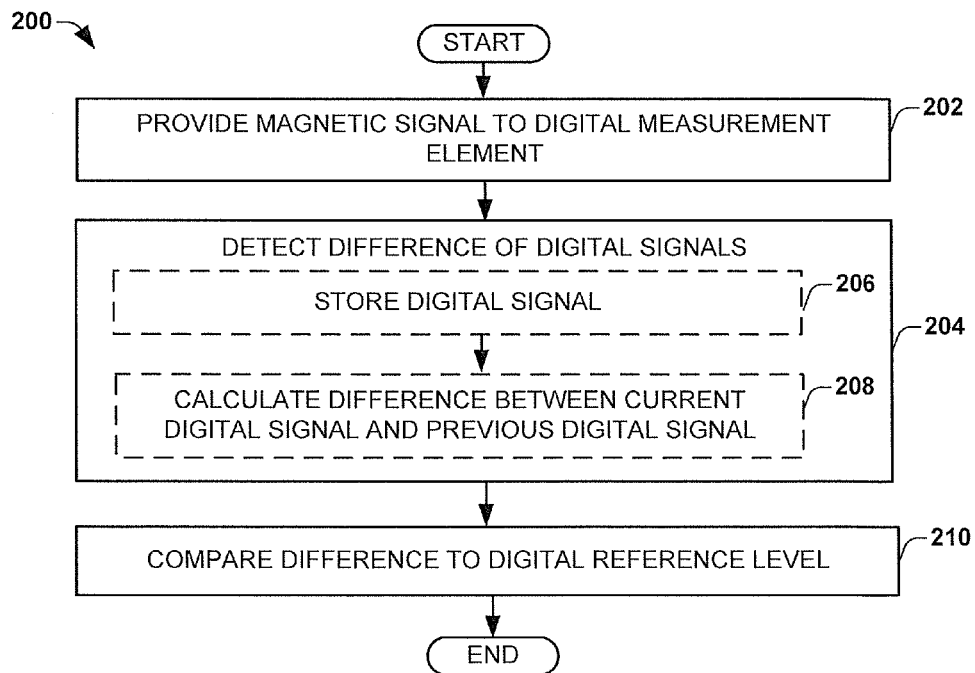 200
START
PROVIDE MAGNETIC SIGNAL TO DIGITAL MEASUREMENT
ELEMENT
202
DETECT DIFFERENCE OF DIGITAL SIGNALS
STORE DIGITAL SIGNAL
206
204
CALCULATE DIFFERENCE BETWEEN CURRENT
DIGITAL SIGNAL AND PREVIOUS DIGITAL SIGNAL
208
COMPARE DIFFERENCE TO DIGITAL REFERENCE LEVEL
210
END